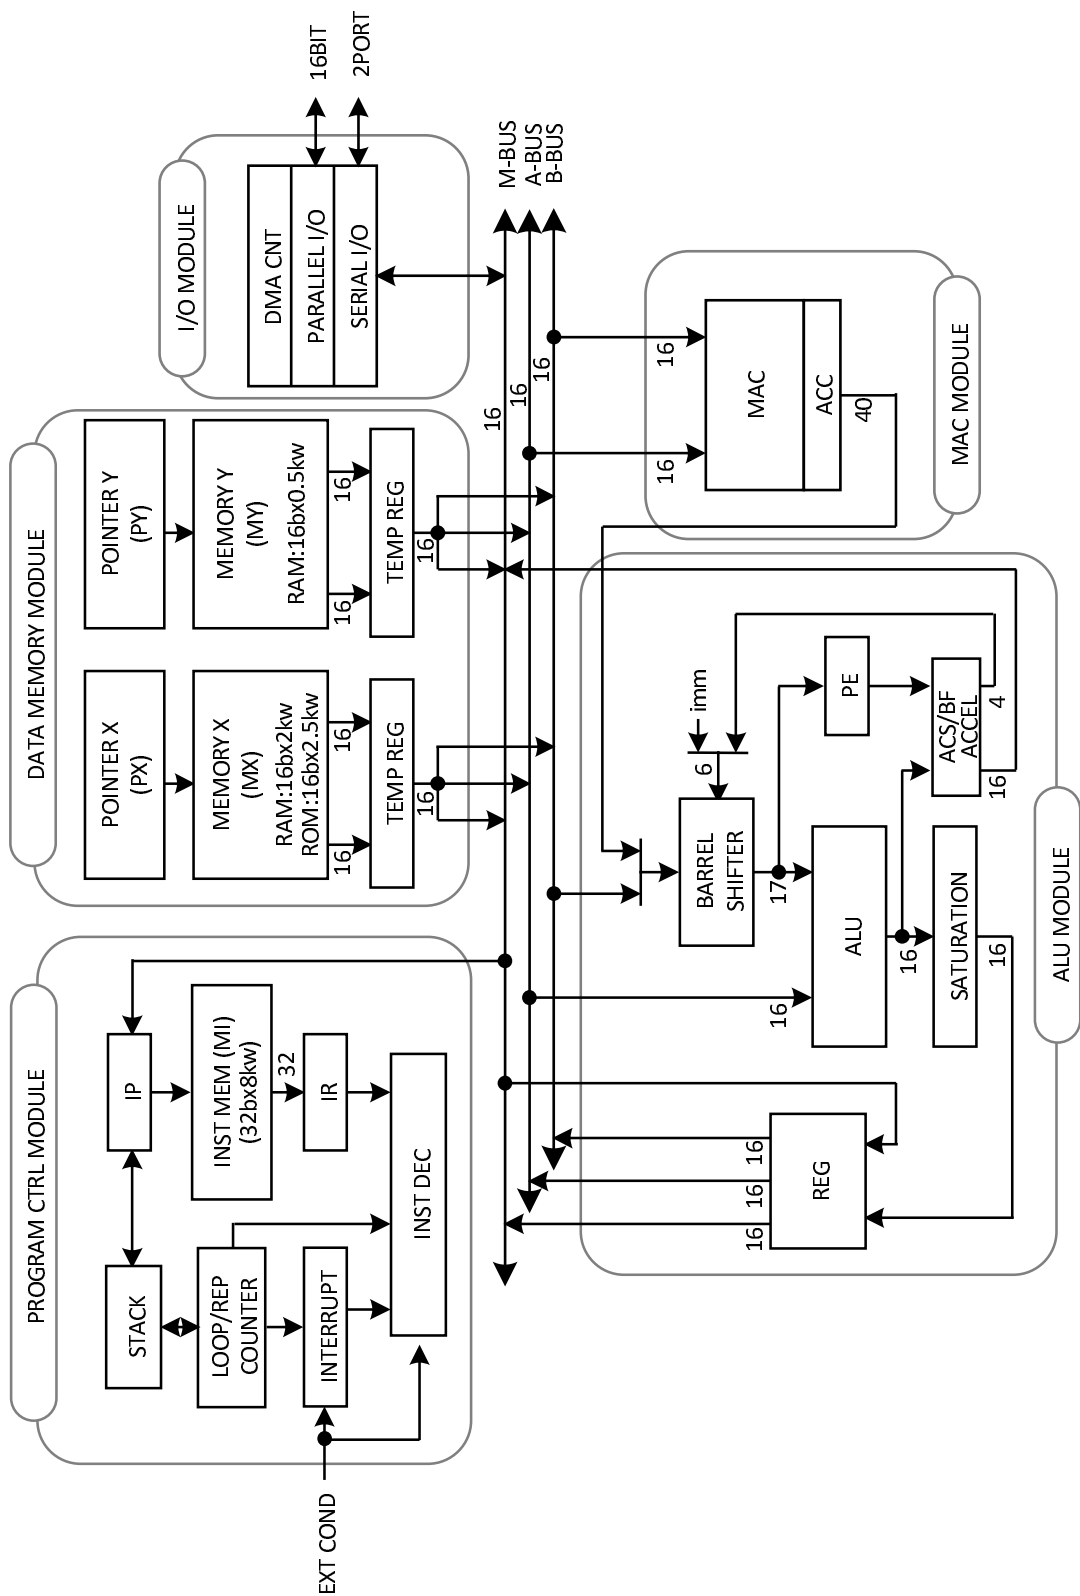 PROGRAM CTRL MODULE
STACK
IP
LOOP/REP
COUNTER
INST MEM (MI)
(32bx8kw)
32
INTERRUPT
IR
INST DEC
EXT COND
DATA MEMORY MODULE
POINTER X
(PX)
POINTER Y
(PY)
MEMORY X
(MX)
RAM:16bx2kw
ROM:16bx2.5kw
MEMORY Y
(MY)
RAM:16bx0.5kw
16
16
16
16
TEMP REG
TEMP REG
16
16
I/O MODULE
DMA CNT
PARALLEL I/O
SERIAL I/O
16BIT
2PORT
16
16
16
M-BUS
A-BUS
B-BUS
16
16
16
REG
16
BARREL
SHIFTER
6
imm
17
ALU
16
SATURATION
16
PE
ACS/BF
ACCEL
16
4
ALU MODULE
16
16
MAC
ACC
40
MAC MODULE